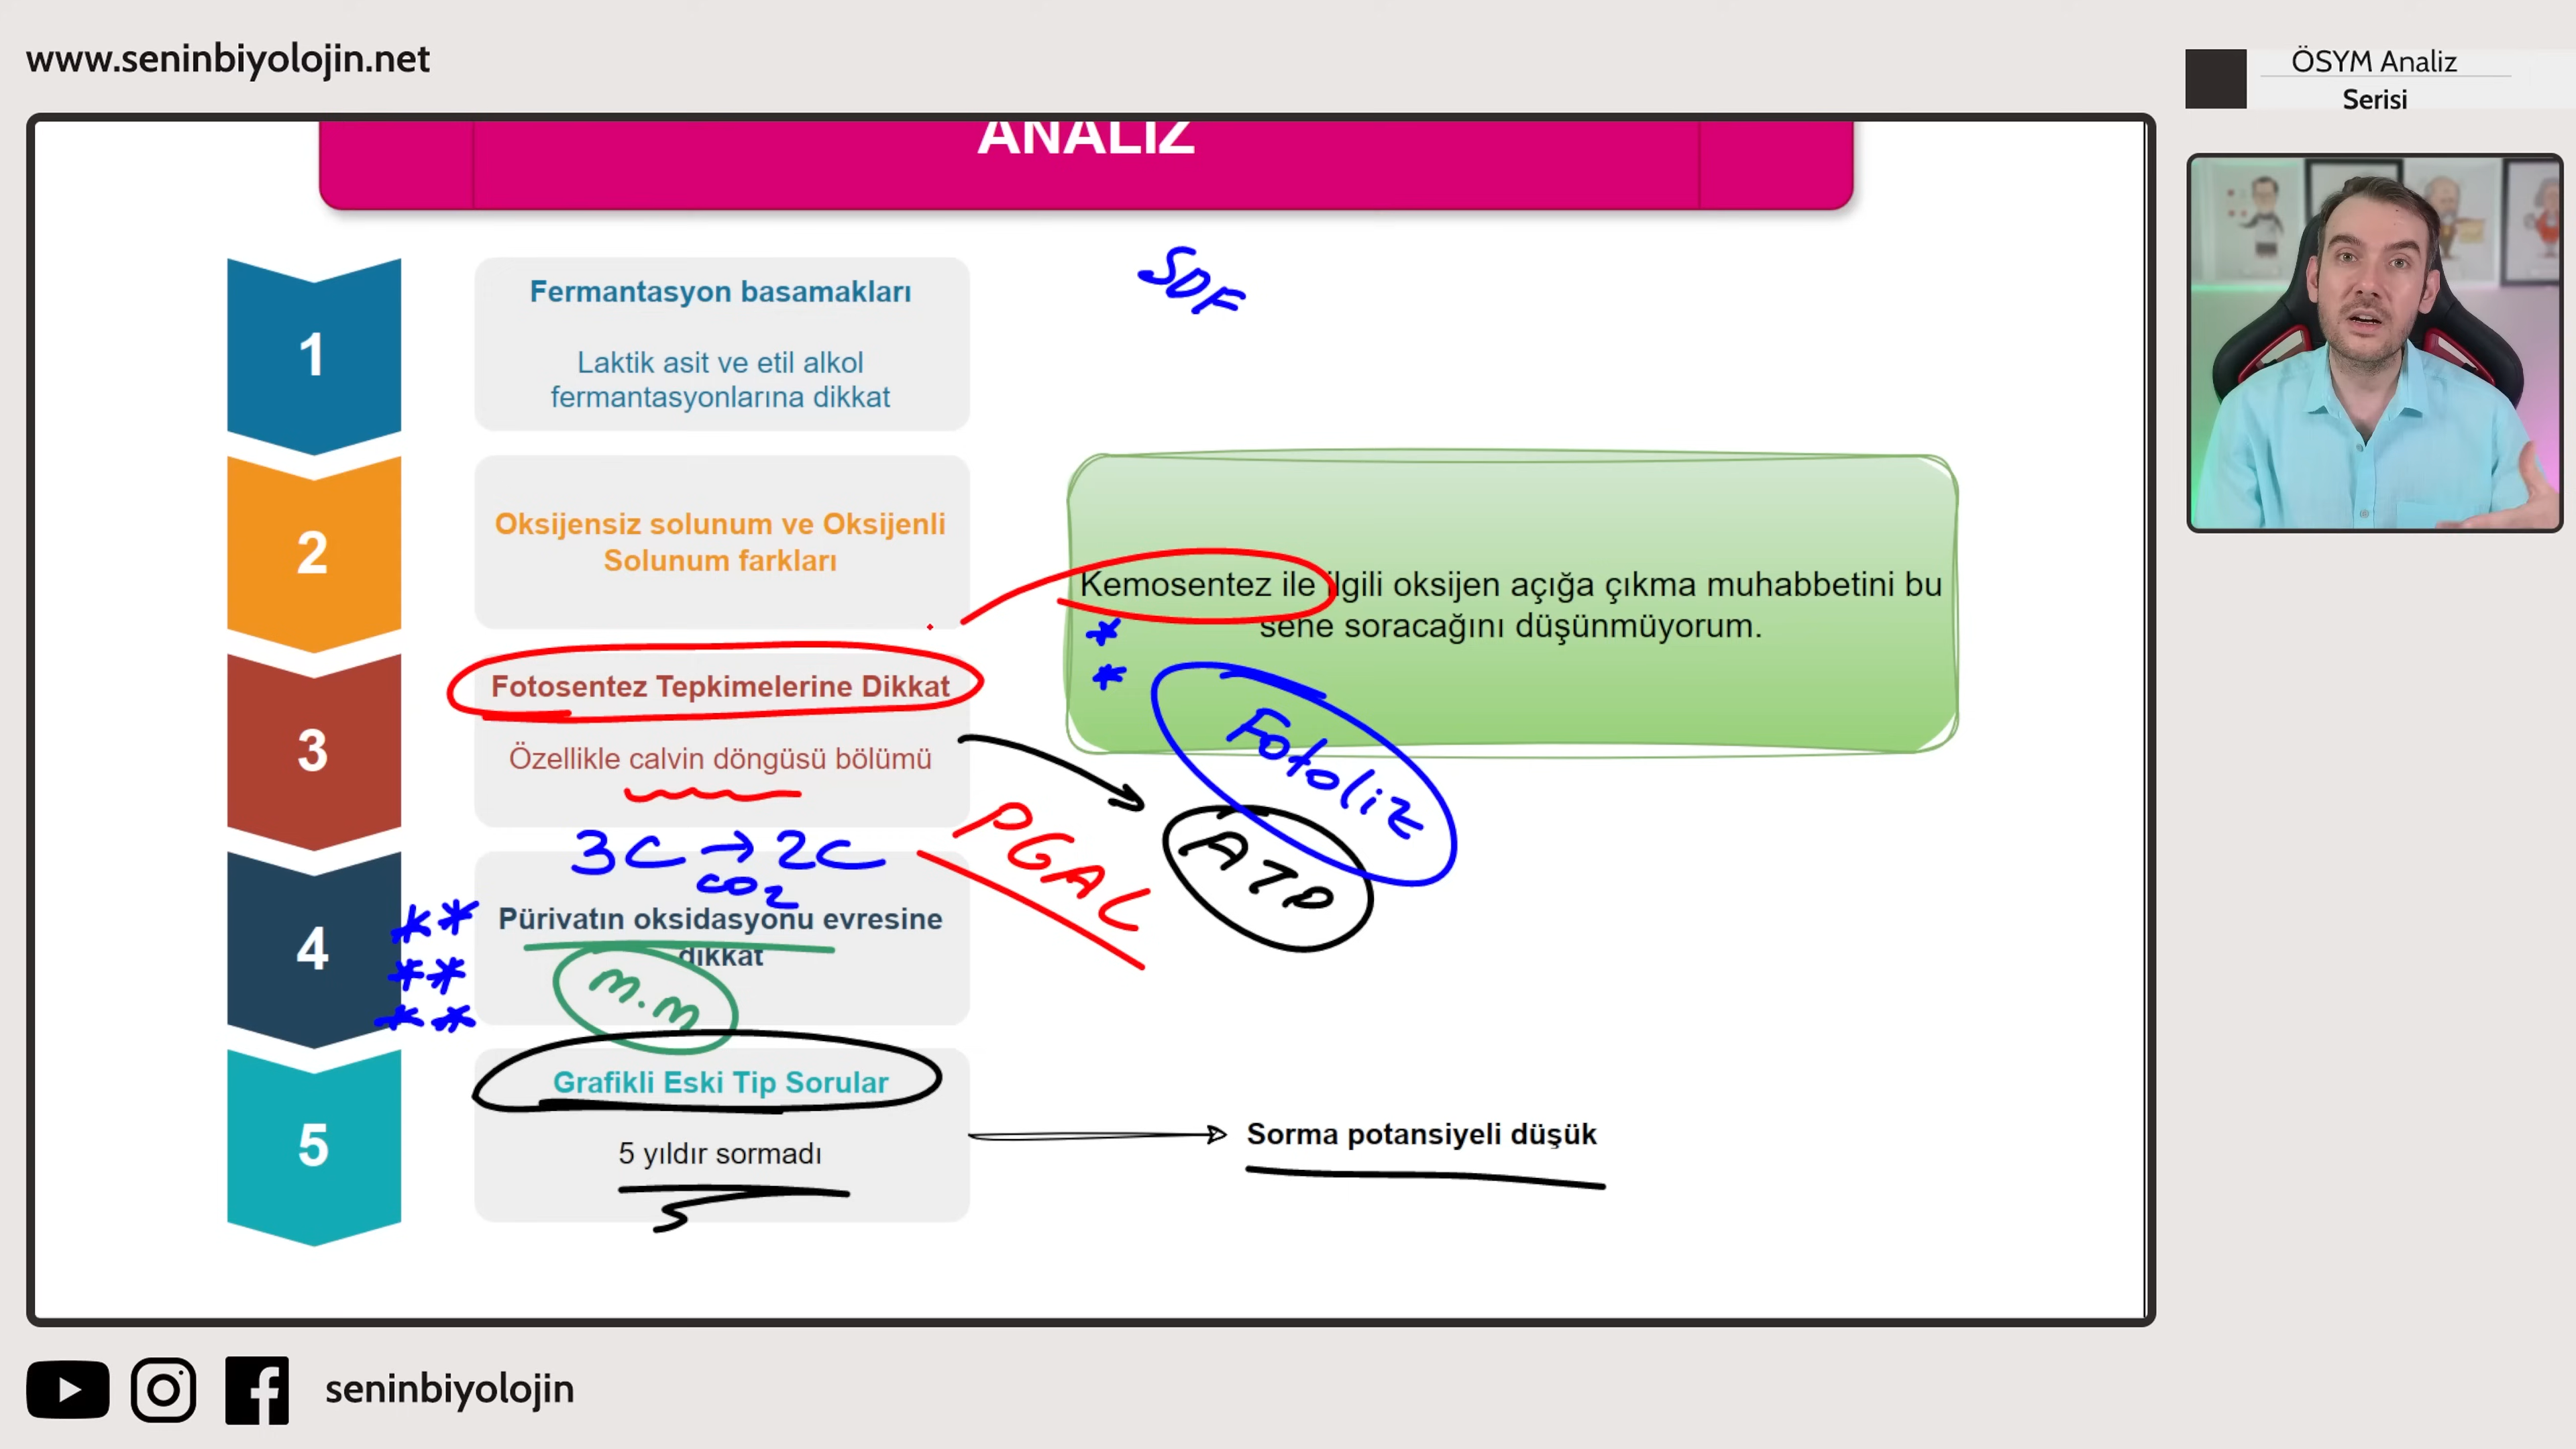 www.seninbiyolojin.net
ÖSYM Analiz
Serisi
ANALİZ
SDF
1
Fermantasyon basamakları
Laktik asit ve etil alkol
fermantasyonlarına dikkat
2
Oksijensiz solunum ve Oksijenli
Solunum farkları
Kemosentez ile ilgili oksijen açığa çıkma muhabbetini bu
sene soracağını düşünmüyorum.
3
Fotosentez Tepkimelerine Dikkat
Özellikle calvin döngüsü bölümü
Fotoliz
PGAL
ATP
3C → 2C
CO2
4
Pürivatın oksidasyonu evresine
dikkat
m.m
5
Grafikli Eski Tip Sorular
5 yıldır sormadı
Sorma potansiyeli düşük
seninbiyolojin